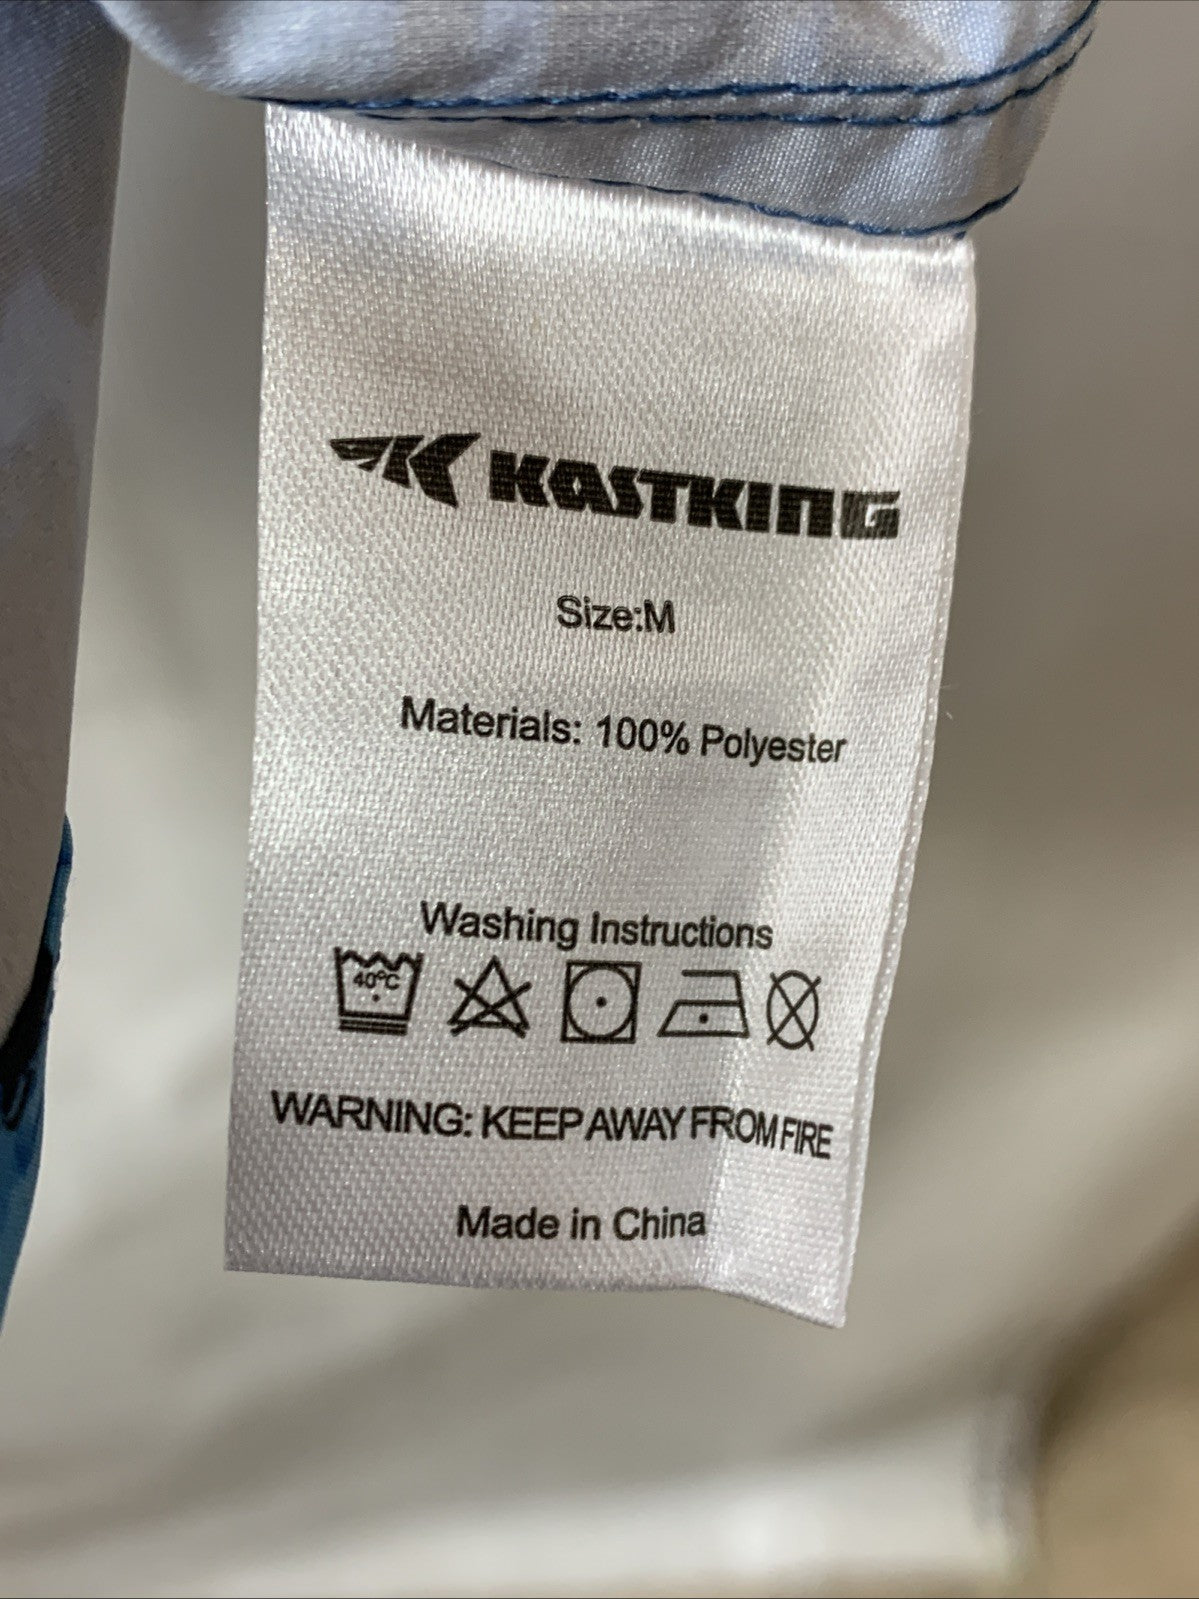 KASTKING
Size:M
Materials: 100% Polyester
Washing Instructions
40°C
WARNING: KEEP AWAY FROM FIRE
Made in China